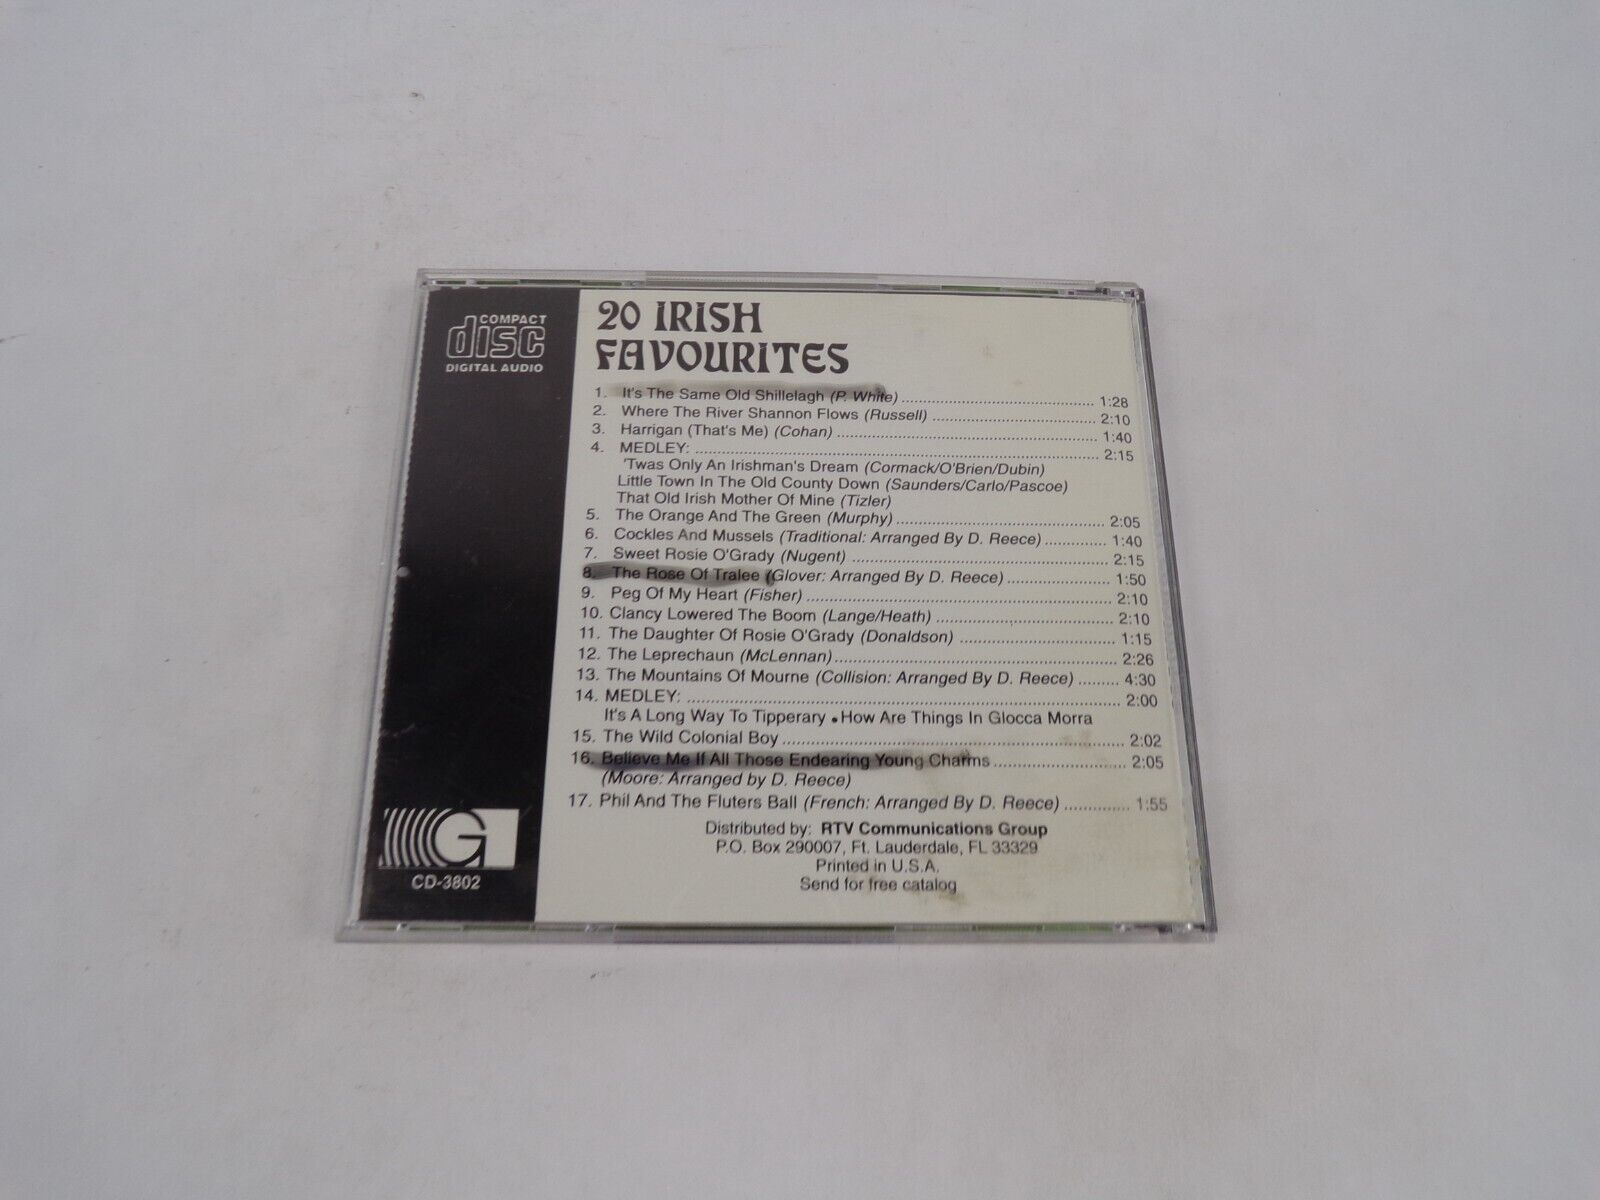 COMPACT
disc
DIGITAL AUDIO
20 IRISH
FAVOURITES
1. It's The Same Old Shillelagh (P. White) 1:28
2. Where The River Shannon Flows (Russell) 2:10
3. Harrigan (That's Me) (Cohan) 1:40
4. MEDLEY: 2:15
'Twas Only An Irishman's Dream (Cormack/O'Brien/Dubin)
Little Town In The Old County Down (Saunders/Carlo/Pascoe)
That Old Irish Mother Of Mine (Tizler)
5. The Orange And The Green (Murphy) 2:05
6. Cockles And Mussels (Traditional: Arranged By D. Reece) 1:40
7. Sweet Rosie O'Grady (Nugent) 2:15
8. The Rose Of Tralee (Glover: Arranged By D. Reece) 1:50
9. Peg Of My Heart (Fisher) 2:10
10. Clancy Lowered The Boom (Lange/Heath) 2:10
11. The Daughter Of Rosie O'Grady (Donaldson) 1:15
12. The Leprechaun (McLennan) 2:26
13. The Mountains Of Mourne (Collision: Arranged By D. Reece) 4:30
14. MEDLEY: 2:00
It's A Long Way To Tipperary • How Are Things In Glocca Morra
15. The Wild Colonial Boy 2:02
16. Believe Me If All Those Endearing Young Charms 2:05
(Moore: Arranged by D. Reece)
17. Phil And The Fluters Ball (French: Arranged By D. Reece) 1:55
Distributed by: RTV Communications Group
P.O. Box 290007, Ft. Lauderdale, FL 33329
Printed in U.S.A.
Send for free catalog
G
CD-3802